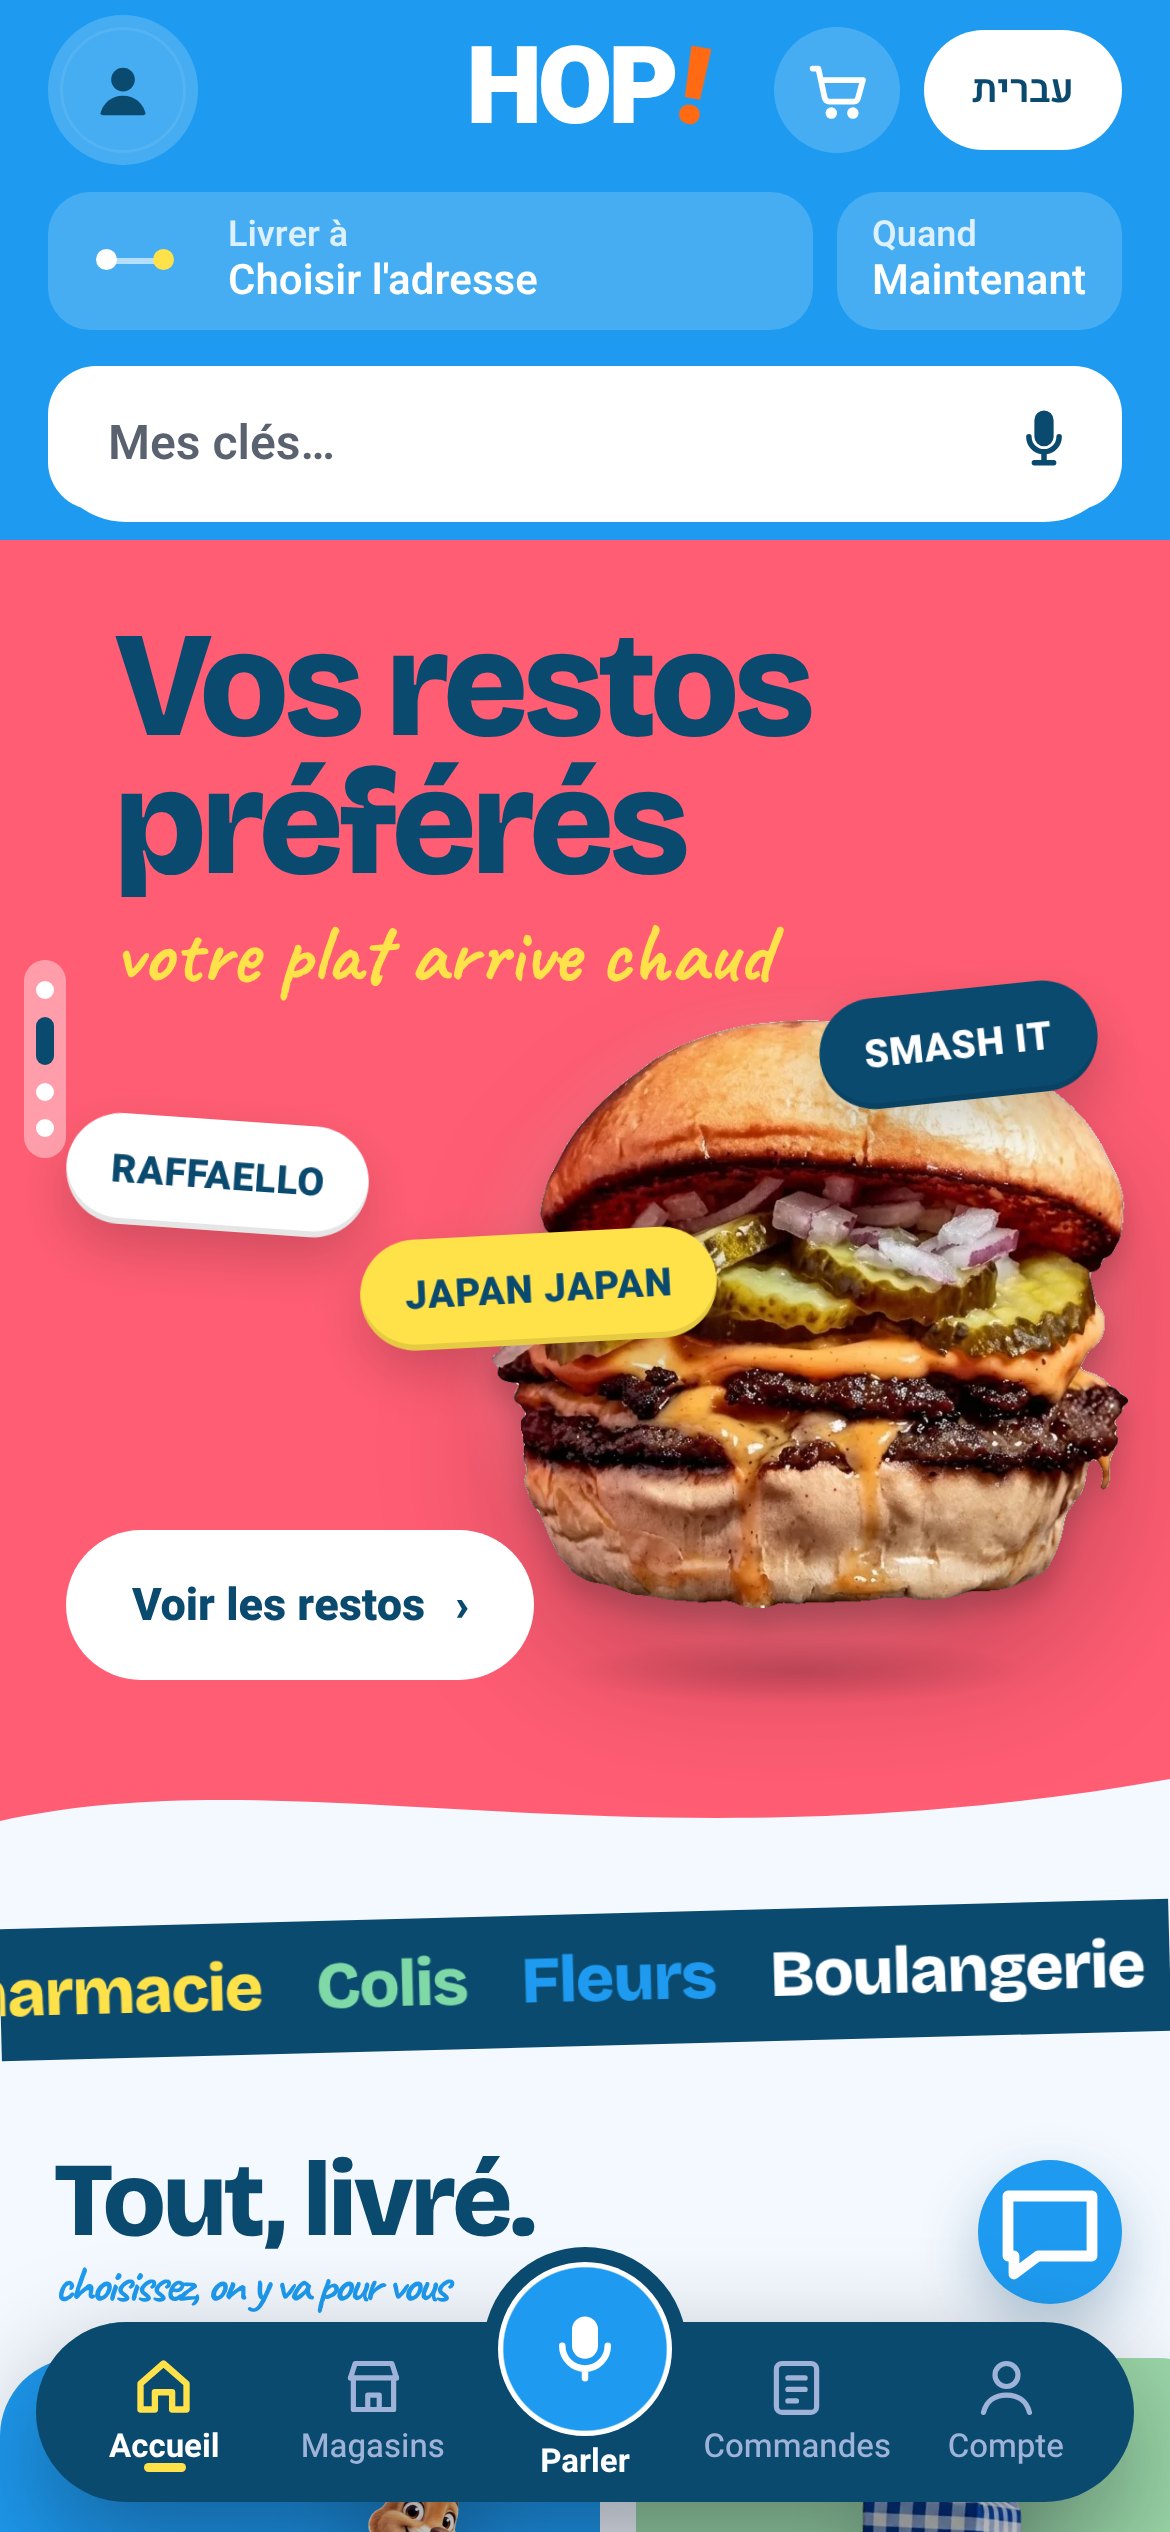 HOP!
עברית
Livrer à
Choisir l'adresse
Quand
Maintenant
Mes clés...
Vos restos
préférés
votre plat arrive chaud
SMASH IT
RAFFAELLO
JAPAN JAPAN
Voir les restos ›
armacie Colis Fleurs Boulangerie
Tout, livré.
choisissez, on y va pour vous
Accueil
Magasins
Parler
Commandes
Compte